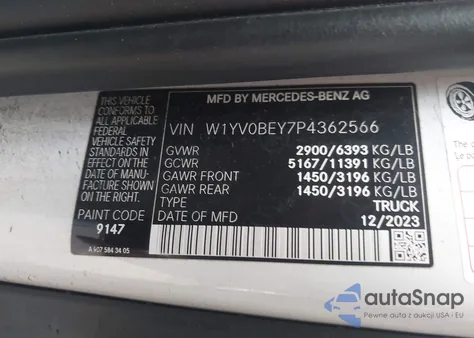 THIS VEHICLE
CONFORMS TO ALL
APPLICABLE FEDERAL
MOTOR
VEHICLE SAFETY
STANDARDS
IN EFFECT ON THE
DATE OF MANU-
FACTURE SHOWN
ON THE RIGHT.
PAINT CODE
9147
A 907 584 34 05
MFD BY MERCEDES-BENZ AG
VIN W1YV0BEY7P4362566
GVWR 2900/6393 KG/LB
GCWR 5167/11391 KG/LB
GAWR FRONT 1450/3196 KG/LB
GAWR REAR 1450/3196 KG/LB
TYPE TRUCK
DATE OF MFD 12/2023
autoSnap
Pewne auta z aukcji USA i EU